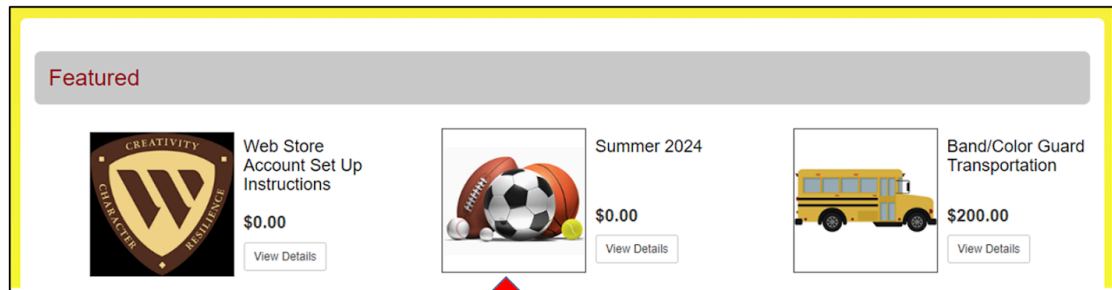 Featured
CREATIVITY
CHARACTER
RESILIENCE
W
Web Store
Account Set Up
Instructions
$0.00
View Details
Summer 2024
$0.00
View Details
Band/Color Guard
Transportation
$200.00
View Details